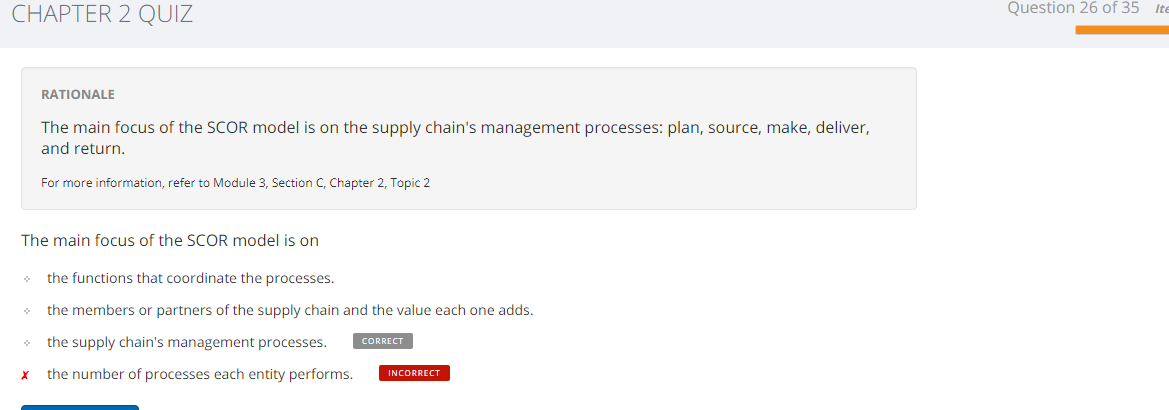 CHAPTER 2 QUIZ
Question 26 of 35 Ite
RATIONALE
The main focus of the SCOR model is on the supply chain's management processes: plan, source, make, deliver,
and return.
For more information, refer to Module 3, Section C, Chapter 2, Topic 2
The main focus of the SCOR model is on
the functions that coordinate the processes.
the members or partners of the supply chain and the value each one adds.
the supply chain's management processes. CORRECT
✗ the number of processes each entity performs. INCORRECT